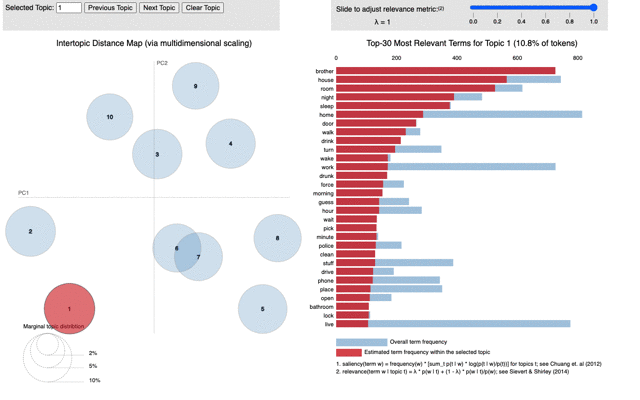 Selected Topic: 1 Previous Topic Next Topic Clear Topic
Slide to adjust relevance metric:(2)
λ = 1
0.0 0.2 0.4 0.6 0.8 1.0
Intertopic Distance Map (via multidimensional scaling)
PC2
PC1
9
10
4
3
2
6
7
8
1
5
Marginal topic distribtion
2%
5%
10%
Top-30 Most Relevant Terms for Topic 1 (10.8% of tokens)
0 200 400 600 800
brother
house
room
night
sleep
home
door
walk
drink
turn
wake
work
drunk
force
morning
guess
hour
wait
pick
minute
police
clean
stuff
drive
phone
place
open
bathroom
lock
live
Overall term frequency
Estimated term frequency within the selected topic
1. saliency(term w) = frequency(w) * [sum_t p(t | w) * log(p(t | w)/p(t))] for topics t; see Chuang et. al (2012)
2. relevance(term w | topic t) = λ * p(w | t) + (1 - λ) * p(w | t)/p(w); see Sievert & Shirley (2014)